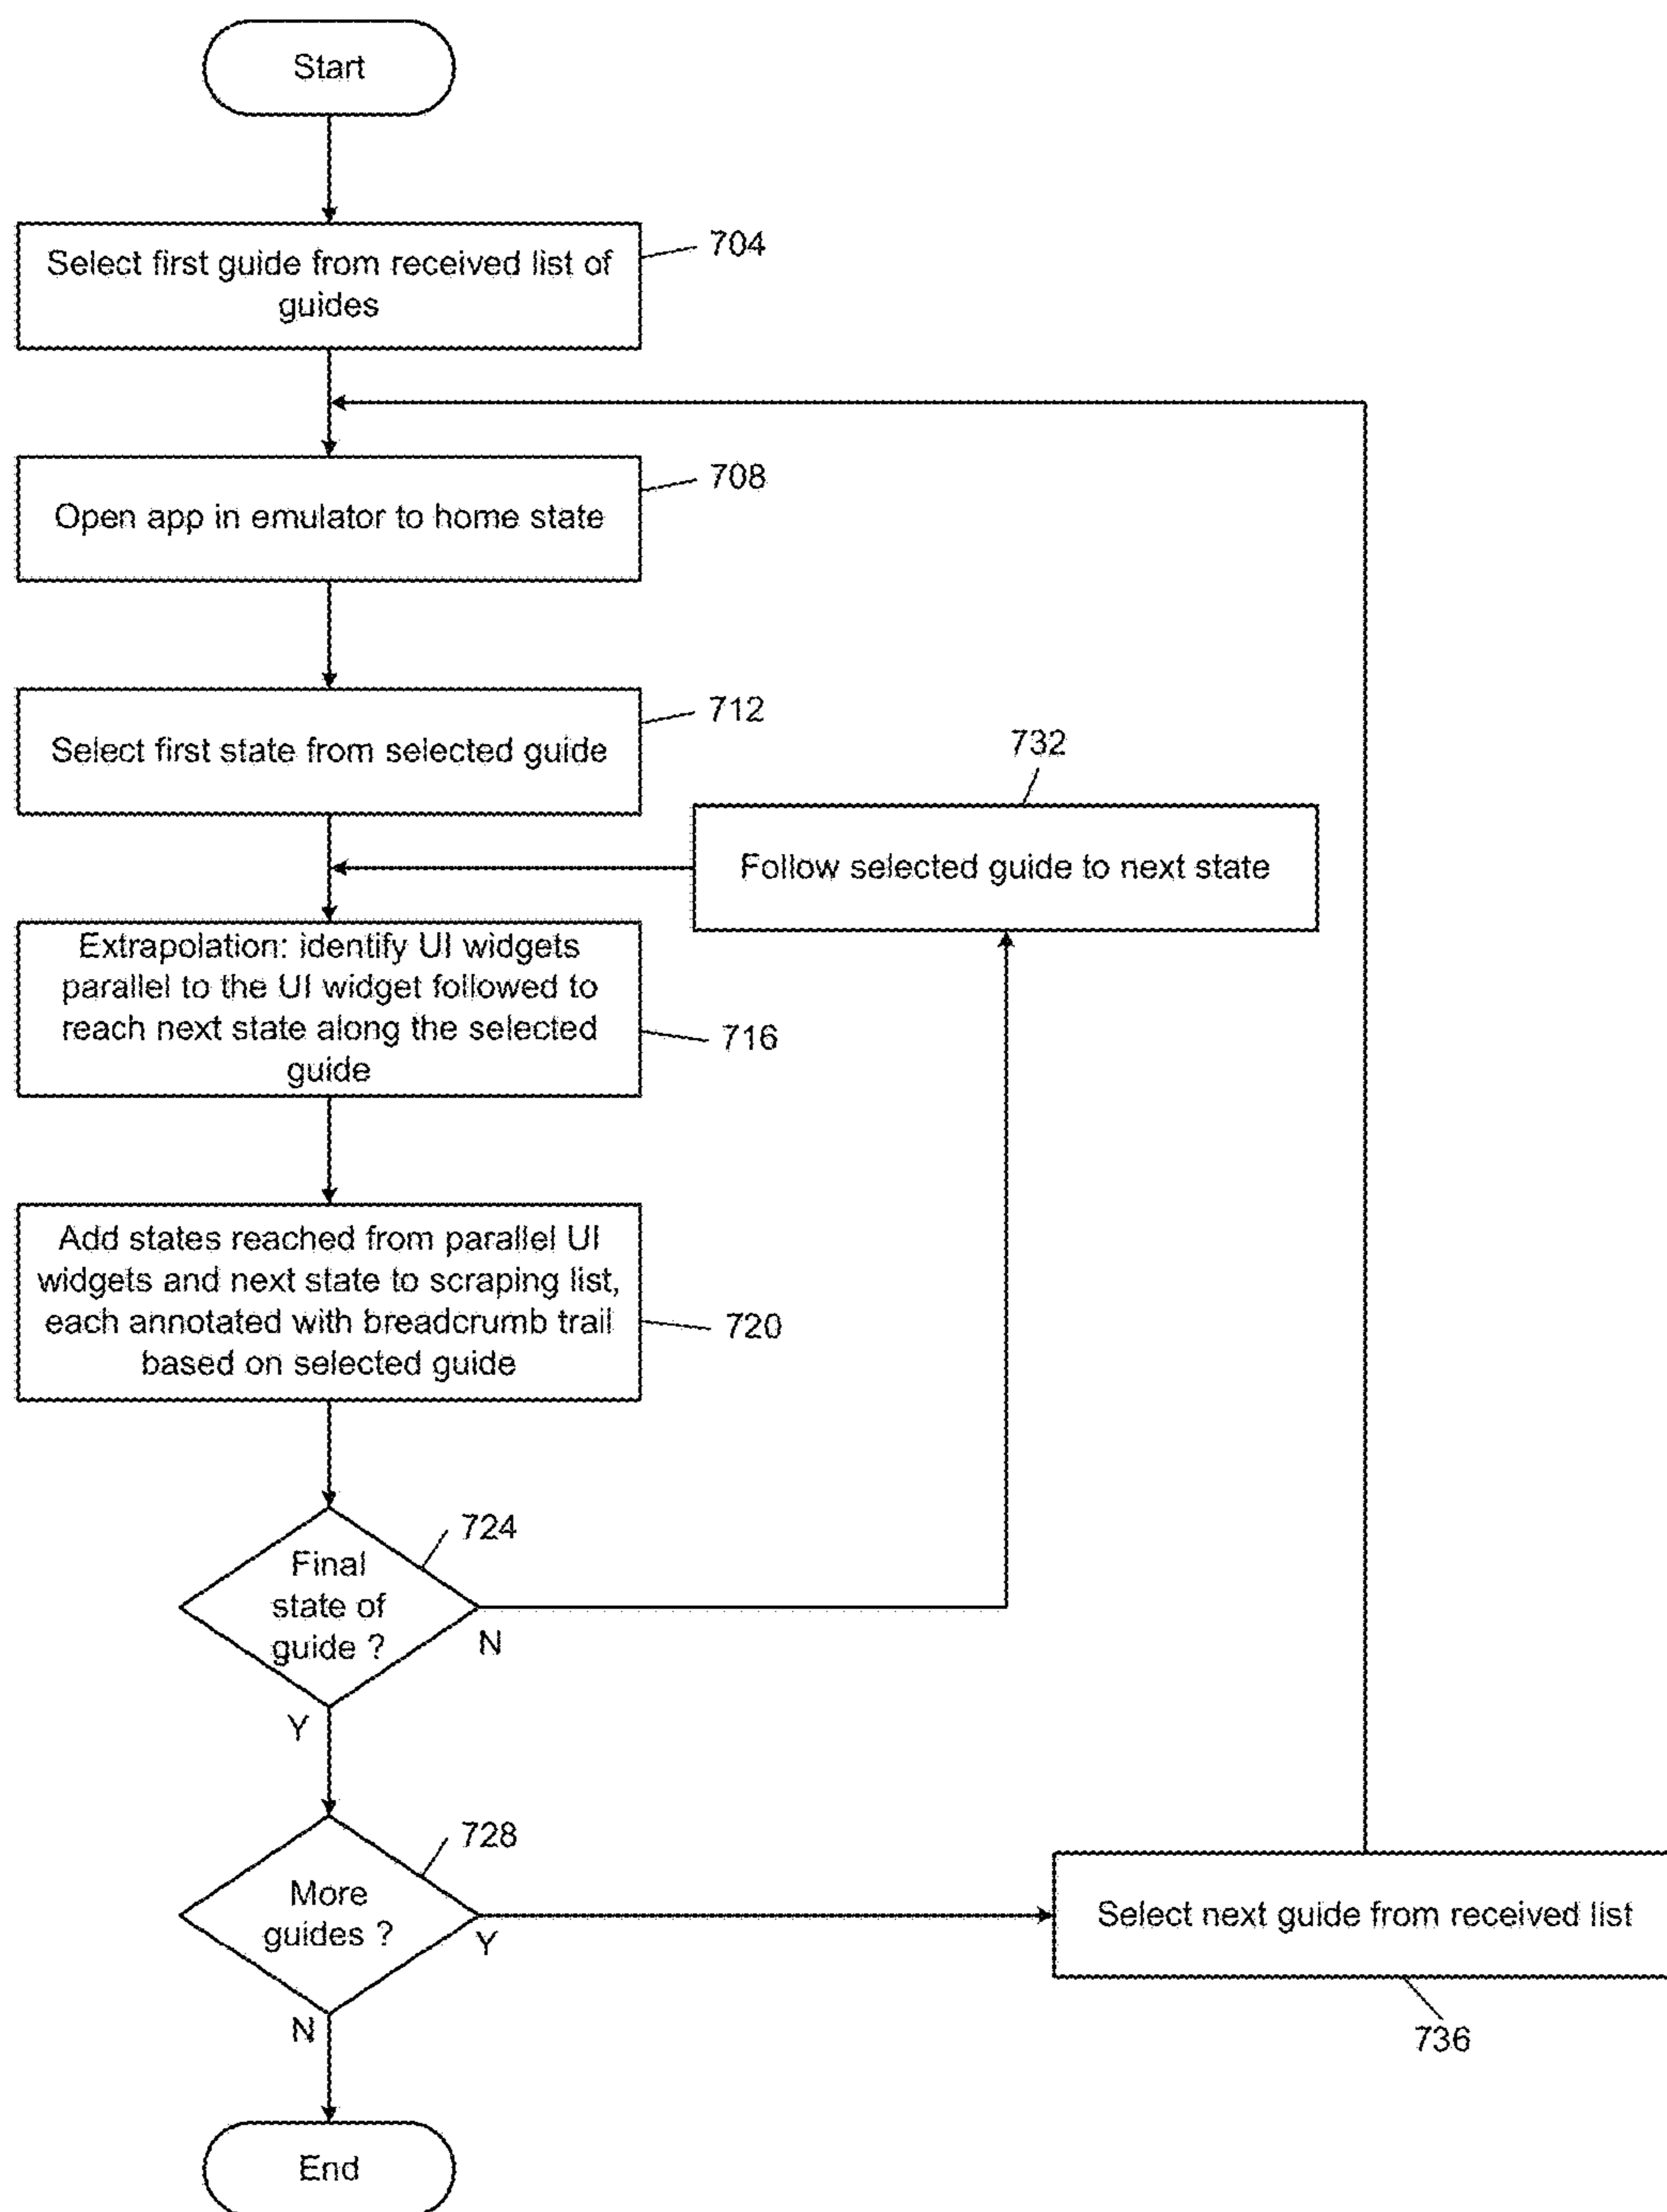 Start
704
Select first guide from received list of
guides
708
Open app in emulator to home state
712
Select first state from selected guide
732
Follow selected guide to next state
Extrapolation: identify UI widgets
parallel to the UI widget followed to
reach next state along the selected
guide
716
Add states reached from parallel UI
widgets and next state to scraping list,
each annotated with breadcrumb trail
based on selected guide
720
724
Final
state of
guide ?
N
Y
728
More
guides ?
Y
Select next guide from received list
N
736
End